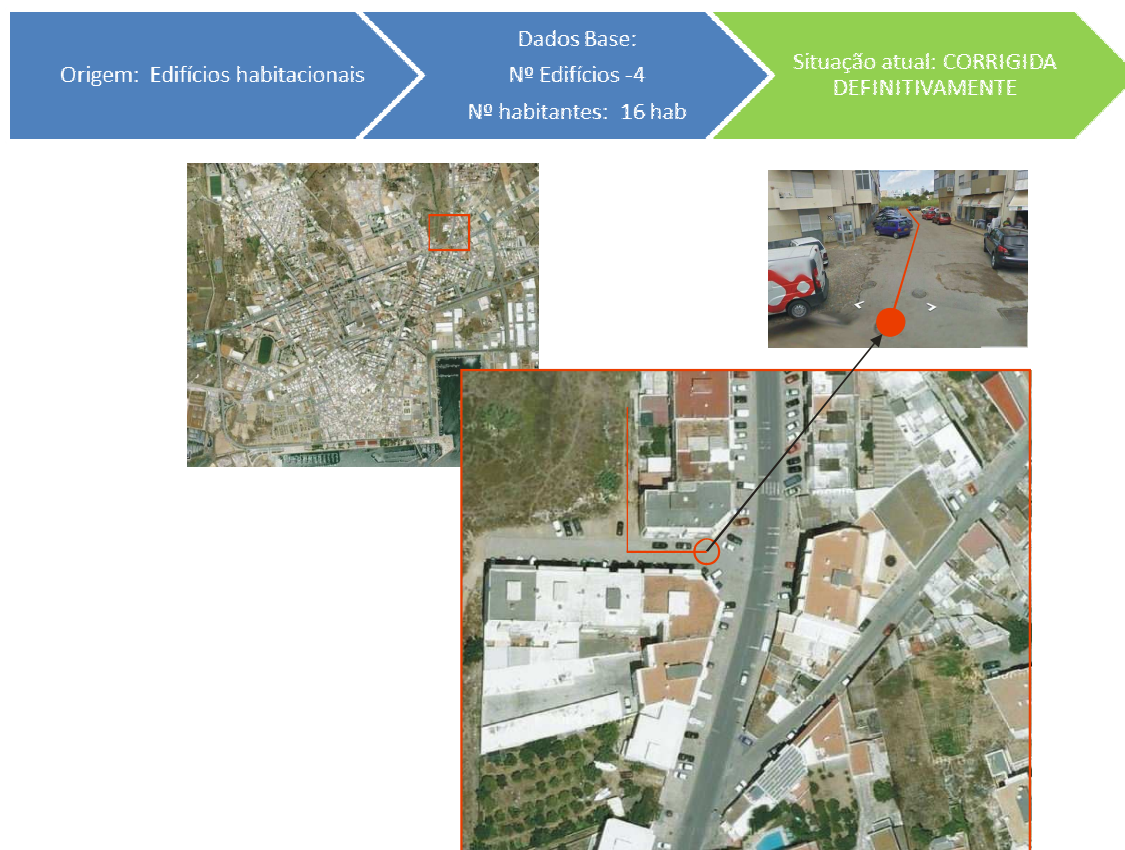 Origem: Edifícios habitacionais
Dados Base:
Nº Edifícios -4
Nº habitantes: 16 hab
Situação atual: CORRIGIDA
DEFINITIVAMENTE